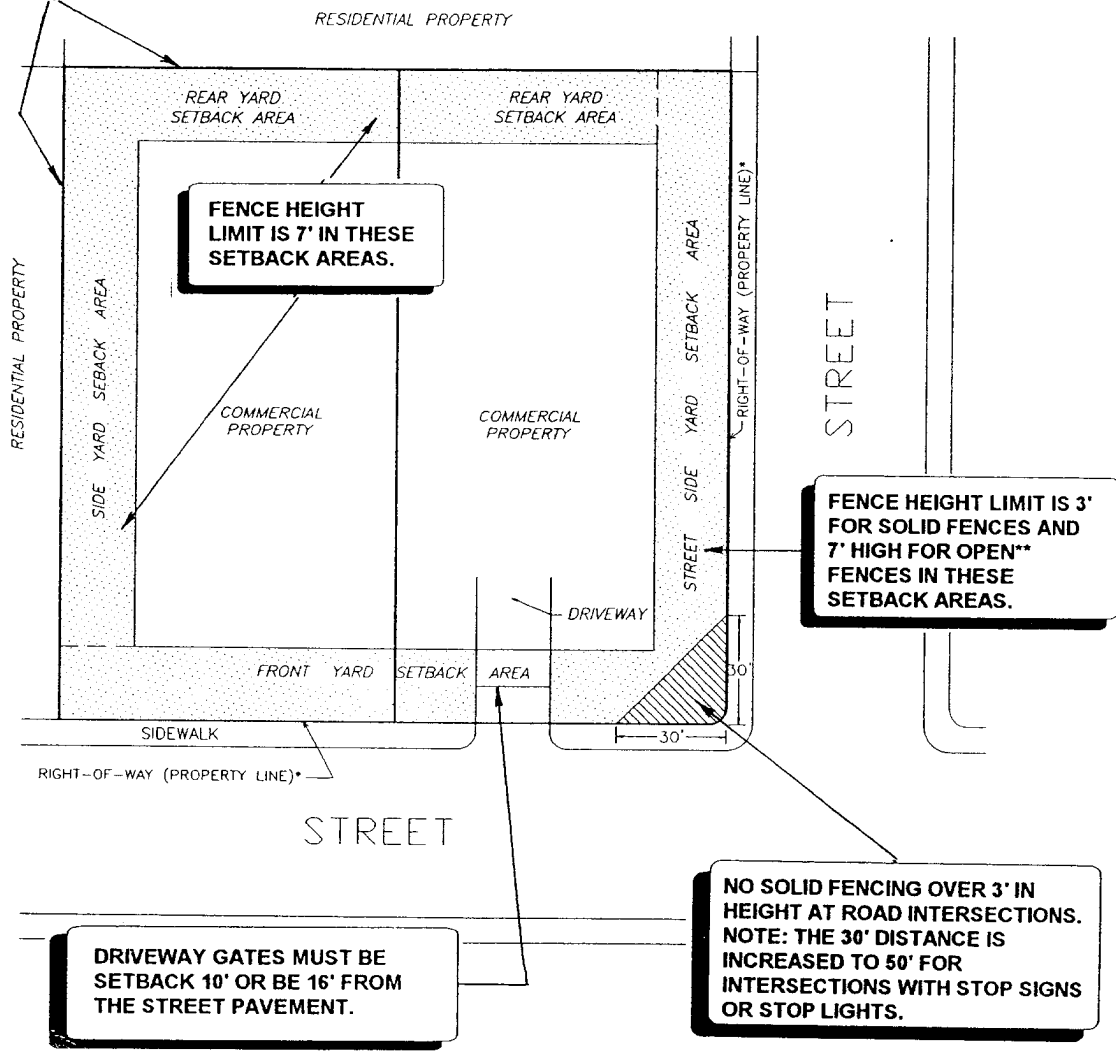 RESIDENTIAL PROPERTY
REAR YARD
SETBACK AREA
REAR YARD
SETBACK AREA
FENCE HEIGHT
LIMIT IS 7' IN THESE
SETBACK AREAS.
RESIDENTIAL PROPERTY
SIDE YARD SEBACK AREA
COMMERCIAL
PROPERTY
COMMERCIAL
PROPERTY
STREET SIDE YARD SETBACK AREA
RIGHT-OF-WAY (PROPERTY LINE)*
STREET
FENCE HEIGHT LIMIT IS 3'
FOR SOLID FENCES AND
7' HIGH FOR OPEN**
FENCES IN THESE
SETBACK AREAS.
DRIVEWAY
FRONT YARD SETBACK AREA
30'
30'
SIDEWALK
RIGHT-OF-WAY (PROPERTY LINE)*
STREET
DRIVEWAY GATES MUST BE
SETBACK 10' OR BE 16' FROM
THE STREET PAVEMENT.
NO SOLID FENCING OVER 3' IN
HEIGHT AT ROAD INTERSECTIONS.
NOTE: THE 30' DISTANCE IS
INCREASED TO 50' FOR
INTERSECTIONS WITH STOP SIGNS
OR STOP LIGHTS.